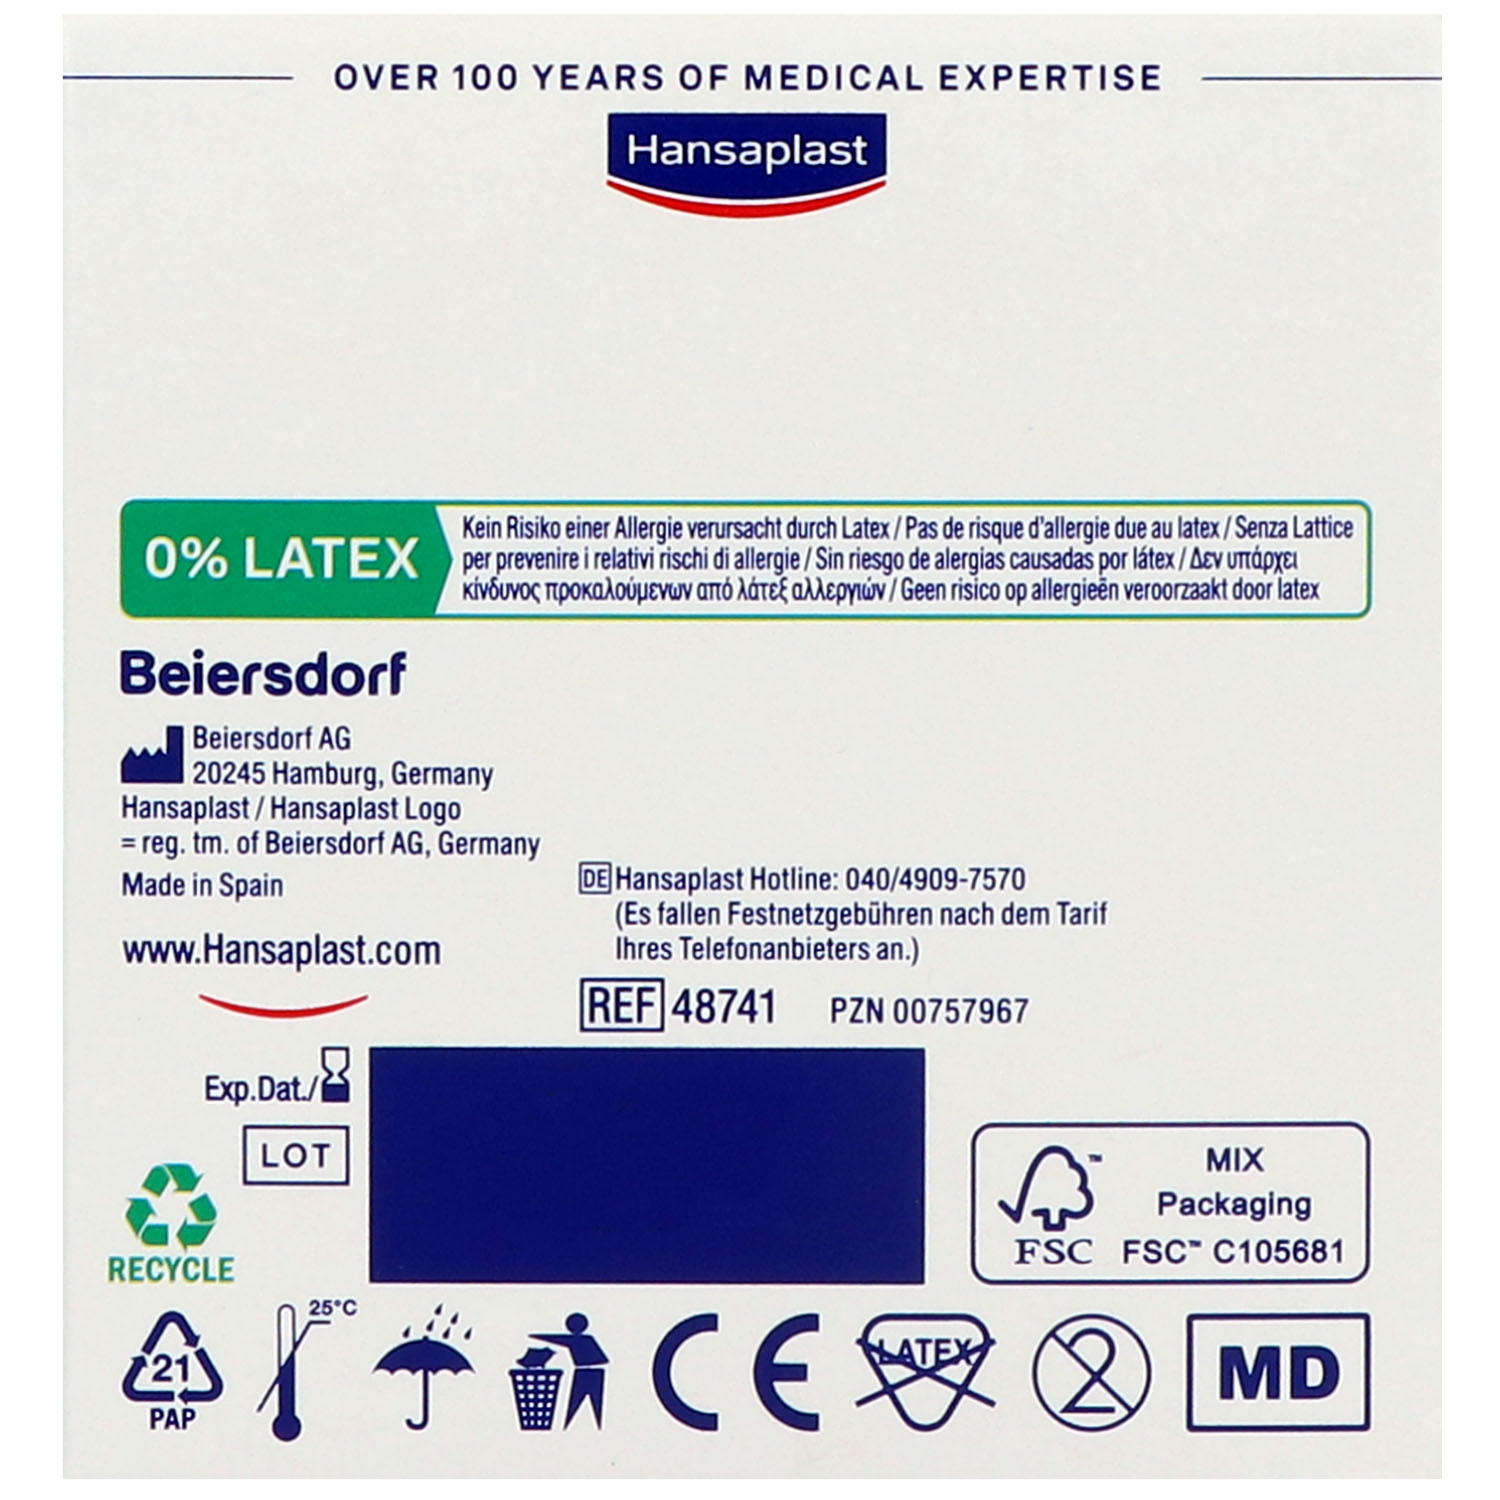 OVER 100 YEARS OF MEDICAL EXPERTISE
Hansaplast
0% LATEX
Kein Risiko einer Allergie verursacht durch Latex / Pas de risque d'allergie due au latex / Senza Lattice
per prevenire i relativi rischi di allergie / Sin riesgo de alergias causadas por látex / Δεν υπάρχει
κίνδυνος προκαλούμενων από λάτεξ αλλεργιών / Geen risico op allergieën veroorzaakt door latex
Beiersdorf
Beiersdorf AG
20245 Hamburg, Germany
Hansaplast / Hansaplast Logo
= reg. tm. of Beiersdorf AG, Germany
Made in Spain
www.Hansaplast.com
DE Hansaplast Hotline: 040/4909-7570
(Es fallen Festnetzgebühren nach dem Tarif
Ihres Telefonanbieters an.)
REF 48741 PZN 00757967
Exp.Dat./
LOT
RECYCLE
FSC™
MIX
Packaging
FSC™ C105681
21
PAP
25°C
CE
LATEX
2
MD